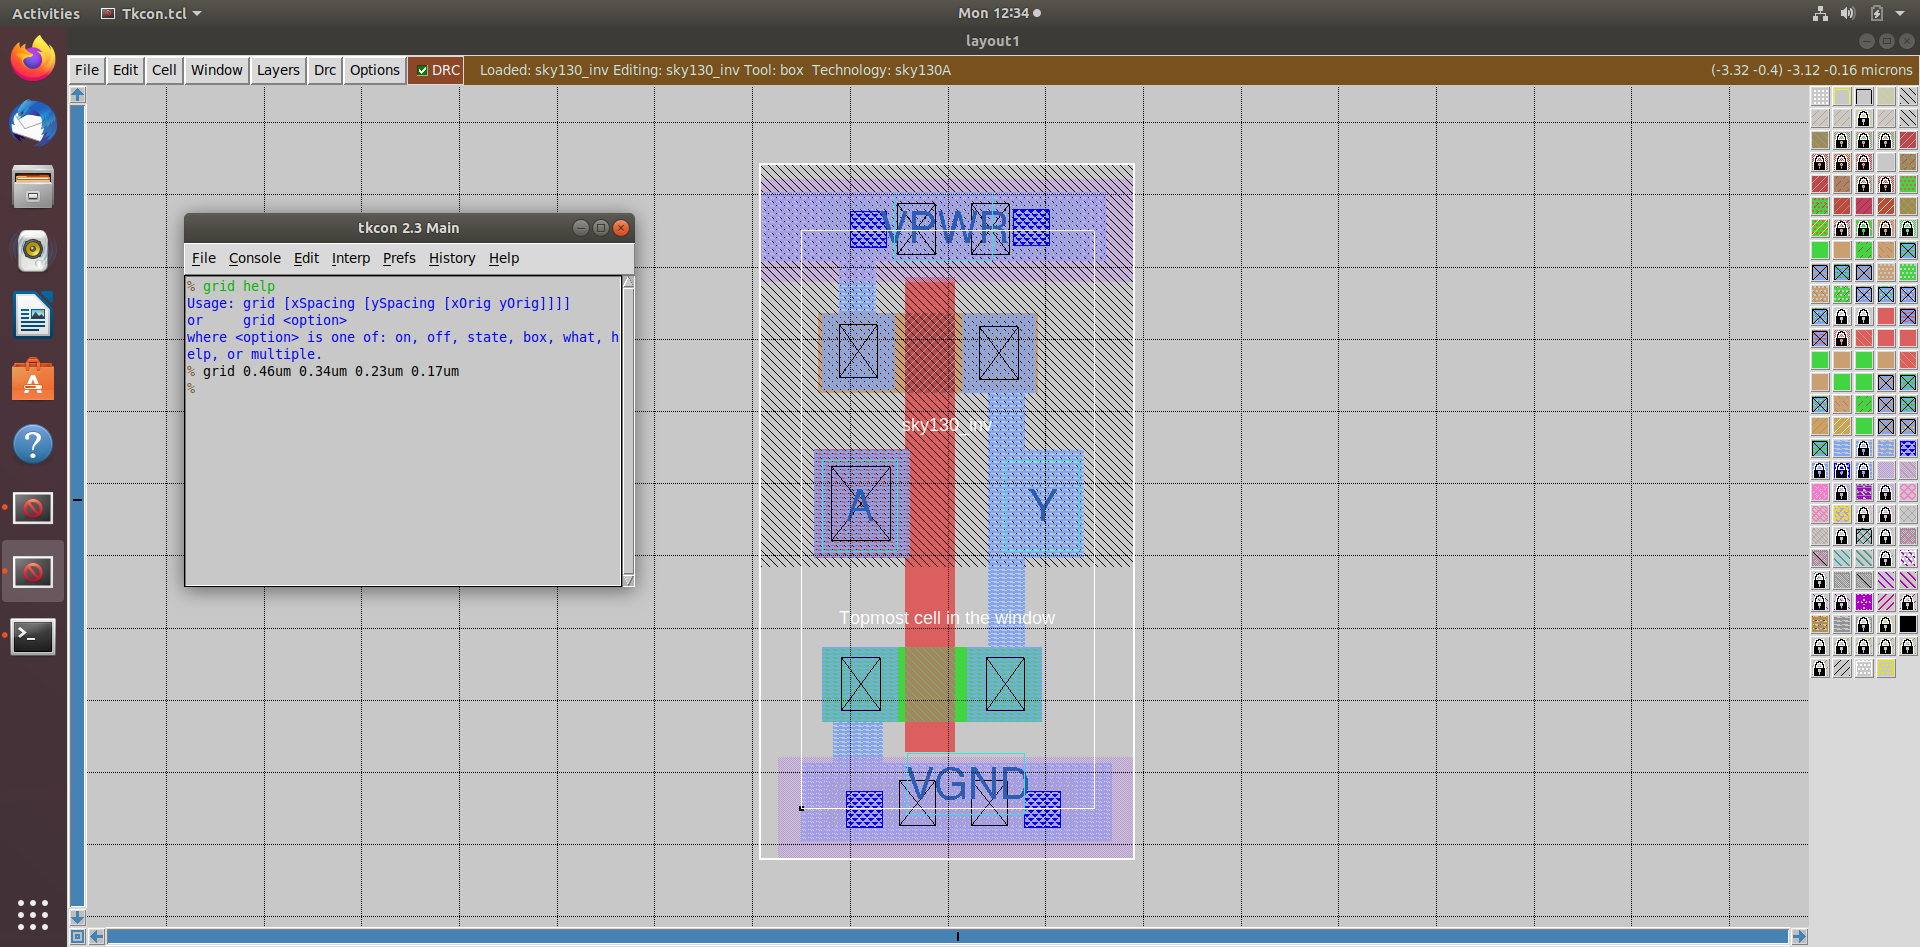 Activities
Tkcon.tcl
Mon 12:34
layout1
File Edit Cell Window Layers Drc Options DRC
Loaded: sky130_inv Editing: sky130_inv Tool: box Technology: sky130A
(-3.32 -0.4) -3.12 -0.16 microns
tkcon 2.3 Main
File Console Edit Interp Prefs History Help
% grid help
Usage: grid [xSpacing [ySpacing [xOrig yOrig]]]]
or grid <option>
where <option> is one of: on, off, state, box, what, h
elp, or multiple.
% grid 0.46um 0.34um 0.23um 0.17um
%
VPWR
sky130_inv
A
Y
Topmost cell in the window
VGND